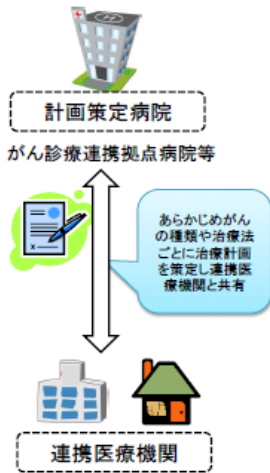 計画策定病院
がん診療連携拠点病院等
あらかじめがん
の種類や治療法
ごとに治療計画
を策定し連携医
療機関と共有
連携医療機関